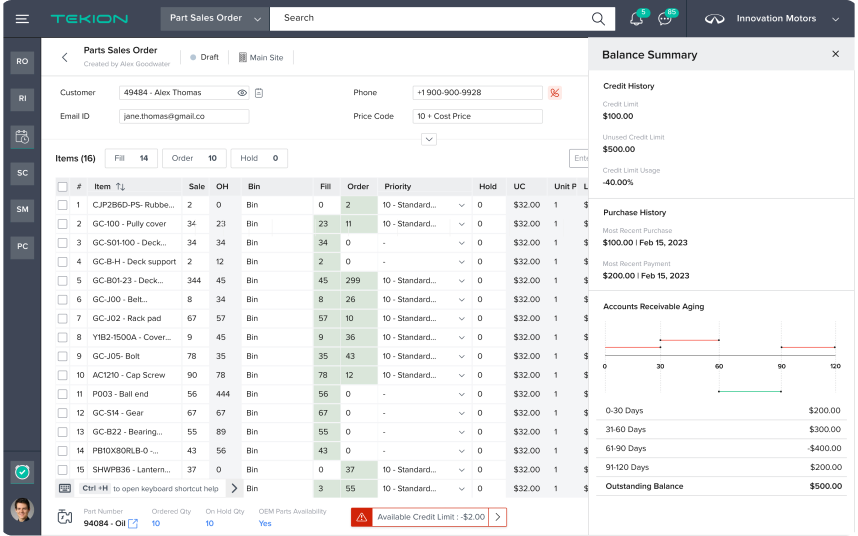 TEKION Part Sales Order Search 5 85 Innovation Motors
RO
RI
SC
SM
PC
Parts Sales Order
Created by Alex Goodwater
Draft
Main Site
Customer 49484 - Alex Thomas Phone +1 900-900-9928
Email ID jane.thomas@gmail.co Price Code 10 + Cost Price
Items (16) Fill 14 Order 10 Hold 0 Ente
# Item Sale OH Bin Fill Order Priority Hold UC Unit P L
1 CJP2B6D-PS- Rubbe... 2 0 Bin 0 2 10 - Standard... 0 $32.00 1 $
2 GC-100 - Pully cover 34 23 Bin 23 11 10 - Standard... 0 $32.00 1 $
3 GC-S01-100 - Deck... 34 34 Bin 34 0 - 0 $32.00 1 $
4 GC-B-H - Deck support 2 12 Bin 2 0 - 0 $32.00 1 $
5 GC-B01-23 - Deck... 344 45 Bin 45 299 10 - Standard... 0 $32.00 1 $
6 GC-J00 - Belt... 8 34 Bin 8 26 10 - Standard... 0 $32.00 1 $
7 GC-J02 - Rack pad 67 57 Bin 57 10 10 - Standard... 0 $32.00 1 $
8 Y1B2-1500A - Cover... 9 45 Bin 9 36 10 - Standard... 0 $32.00 1 $
9 GC-J05- Bolt 78 35 Bin 35 43 10 - Standard... 0 $32.00 1 $
10 AC1210 - Cap Screw 90 78 Bin 78 12 10 - Standard... 0 $32.00 1 $
11 P003 - Ball end 56 444 Bin 56 0 - 0 $32.00 1 $
12 GC-S14 - Gear 67 67 Bin 67 0 - 0 $32.00 1 $
13 GC-B22 - Bearing... 55 89 Bin 55 0 - 0 $32.00 1 $
14 PB10X80RLB-0 -... 43 56 Bin 43 0 - 0 $32.00 1 $
15 SHWPB36 - Lantern... 37 0 Bin 0 37 10 - Standard... 0 $32.00 1 $
Ctrl +H to open keyboard shortcut help Bin 3 55 10 - Standard... 0 $32.00 1 $
Part Number Ordered Qty On Hold Qty OEM Parts Availability
94084 - Oil 10 10 Yes
Available Credit Limit : -$2.00
Balance Summary
Credit History
Credit Limit
$100.00
Unused Credit Limit
$500.00
Credit Limit Usage
-40.00%
Purchase History
Most Recent Purchase
$100.00 | Feb 15, 2023
Most Recent Payment
$200.00 | Feb 15, 2023
Accounts Receivable Aging
0 30 60 90 120
0-30 Days $200.00
31-60 Days $300.00
61-90 Days -$400.00
91-120 Days $200.00
Outstanding Balance $500.00